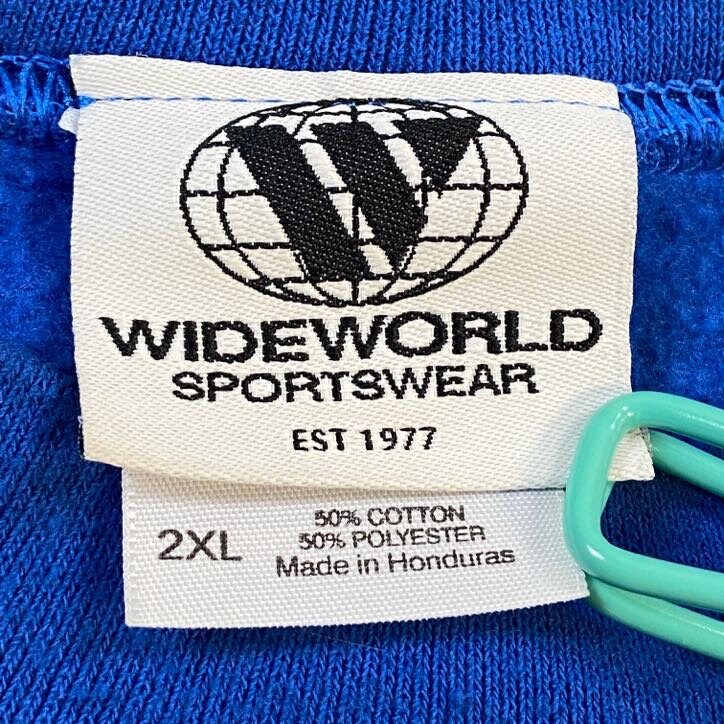 W
WIDEWORLD
SPORTSWEAR
EST 1977
2XL
50% COTTON
50% POLYESTER
Made in Honduras